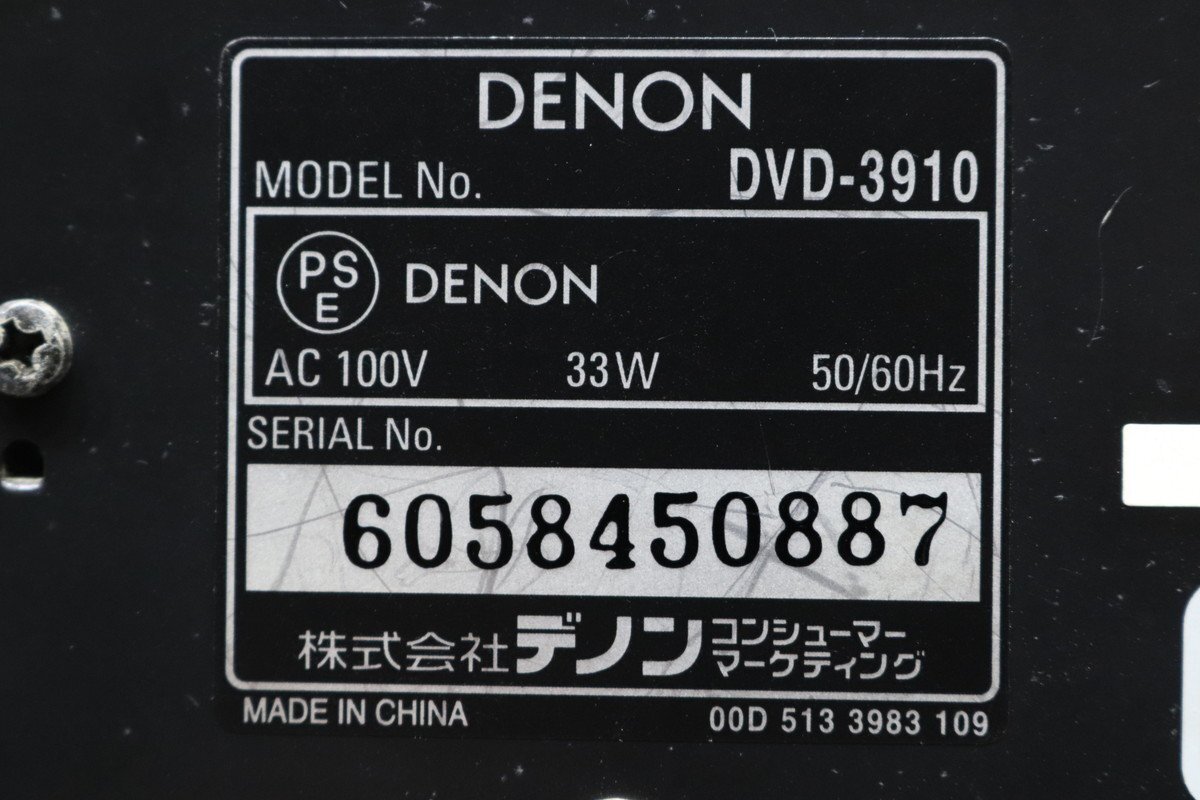 DENON
MODEL No. DVD-3910
PSE DENON
AC 100V 33W 50/60Hz
SERIAL No.
6058450887
株式会社デノン コンシューマー
マーケティング
MADE IN CHINA 00D 513 3983 109